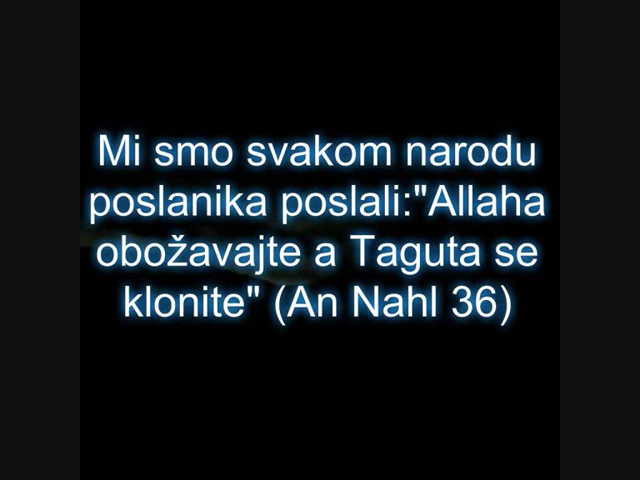 Mi smo svakom narodu
poslanika poslali:"Allaha
obožavajte a Taguta se
klonite" (An Nahl 36)